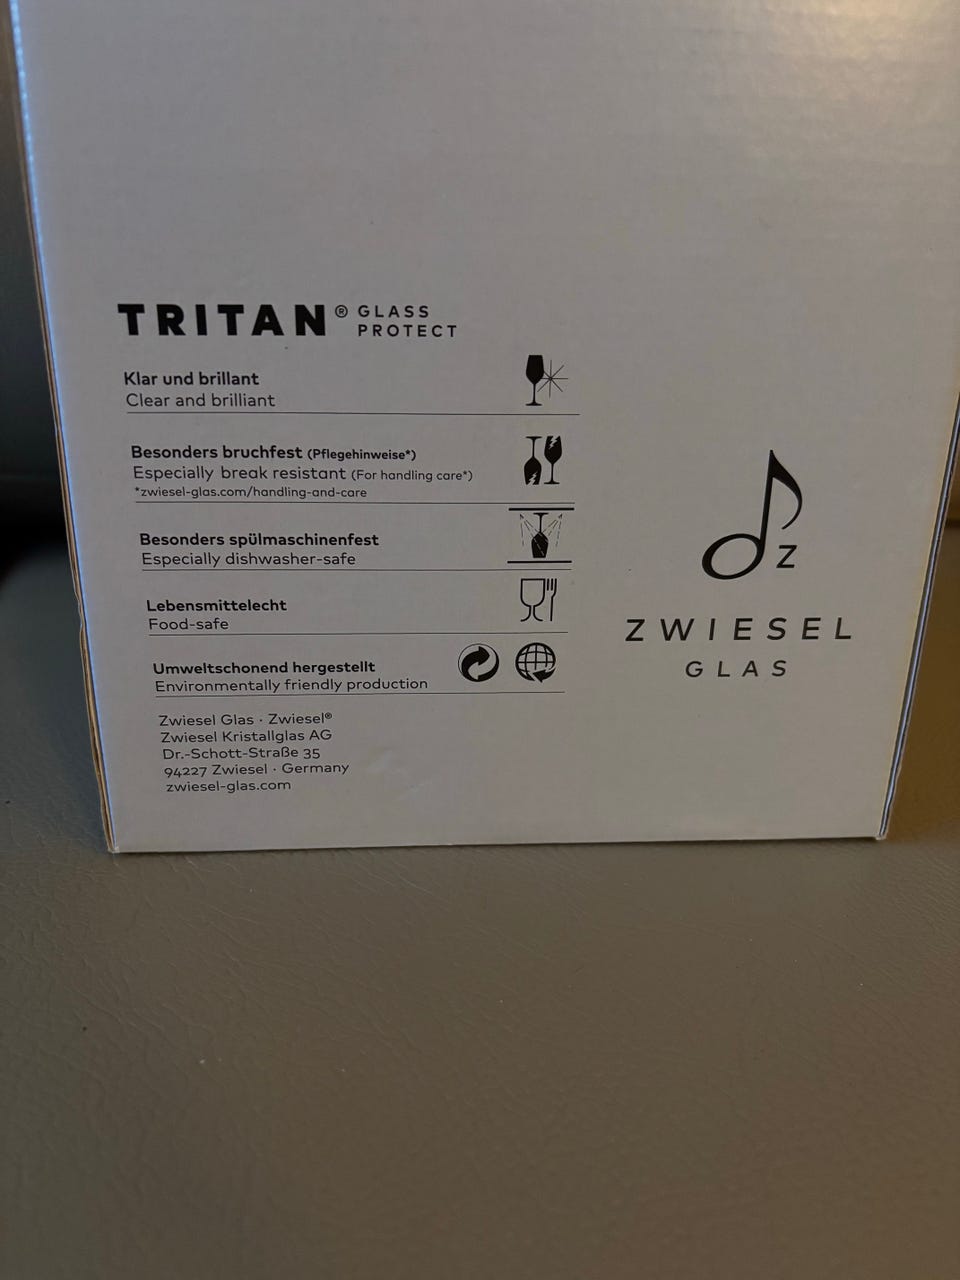 TRITAN® GLASS PROTECT
Klar und brillant
Clear and brilliant
Besonders bruchfest (Pflegehinweise*)
Especially break resistant (For handling care*)
*zwiesel-glas.com/handling-and-care
Besonders spülmaschinenfest
Especially dishwasher-safe
Lebensmittelecht
Food-safe
Umweltschonend hergestellt
Environmentally friendly production
Zwiesel Glas · Zwiesel®
Zwiesel Kristallglas AG
Dr.-Schott-Straße 35
94227 Zwiesel · Germany
zwiesel-glas.com
Z
ZWIESEL
GLAS